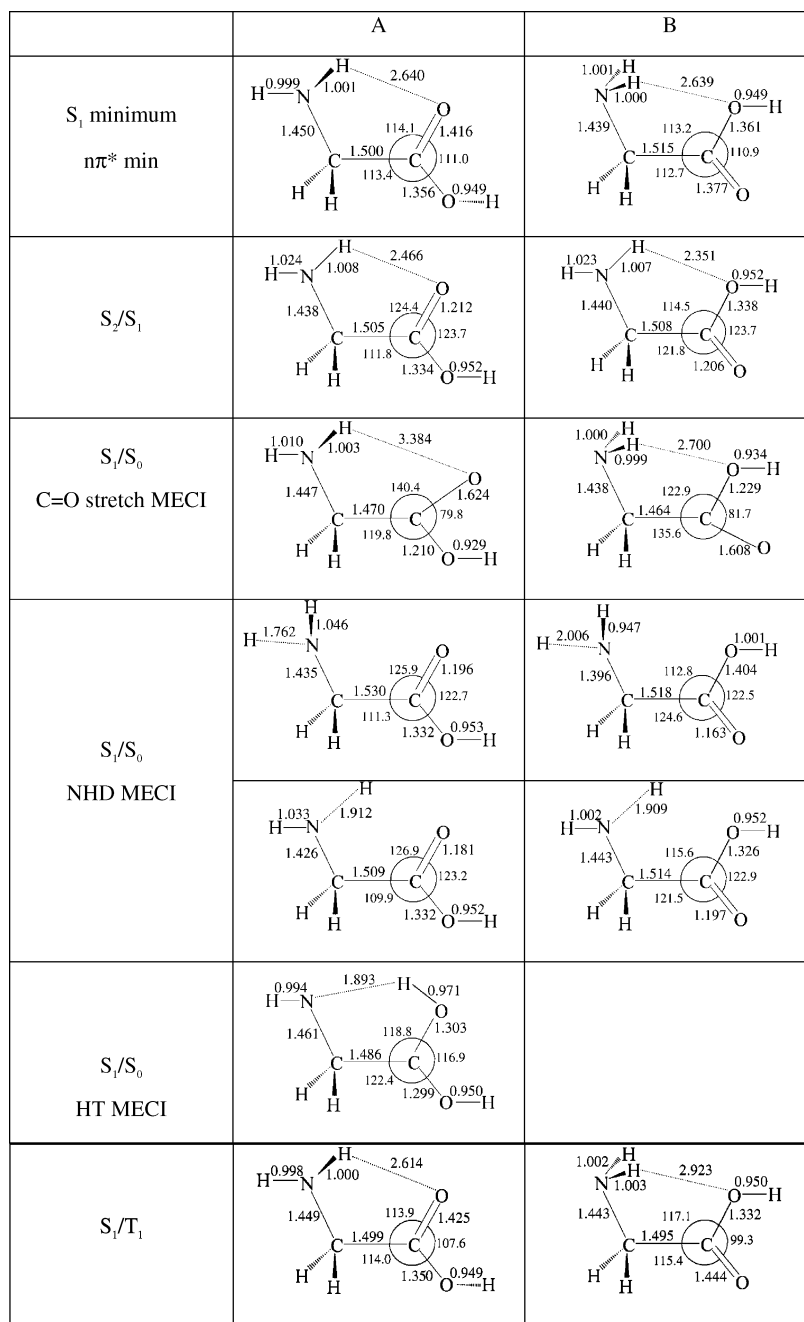 A B
S₁ minimum
nπ* min
H 0.999 N H 1.001 2.640 O
1.450 114.1 1.416
C 1.500 C 111.0
H H 113.4 1.356 O 0.949 H
1.001 H N H 1.000 2.639 O 0.949 H
1.439 113.2 1.361
C 1.515 C 110.9
H H 112.7 1.377 O
S₂/S₁
H 1.024 N H 1.008 2.466 O
1.438 124.4 1.212
C 1.505 C 123.7
H H 111.8 1.334 O 0.952 H
H 1.023 N H 1.007 2.351 O 0.952 H
1.440 114.5 1.338
C 1.508 C 123.7
H H 121.8 1.206 O
S₁/S₀
C=O stretch MECI
H 1.010 N H 1.003 3.384 O
1.447 140.4 1.624
C 1.470 C 79.8
H H 119.8 1.210 O 0.929 H
1.000 H N H 0.999 2.700 O 0.934 H
1.438 122.9 1.229
C 1.464 C 81.7
H H 135.6 1.608 O
S₁/S₀
NHD MECI
H 1.762 N H 1.046 O
1.435 125.9 1.196
C 1.530 C 122.7
H H 111.3 1.332 O 0.953 H
H 2.006 N H 0.947 O 1.001 H
1.396 112.8 1.404
C 1.518 C 122.5
H H 124.6 1.163 O
H 1.033 N H 1.912 O
1.426 126.9 1.181
C 1.509 C 123.2
H H 109.9 1.332 O 0.952 H
H 1.002 N H 1.909 O 0.952 H
1.443 115.6 1.326
C 1.514 C 122.9
H H 121.5 1.197 O
S₁/S₀
HT MECI
H 0.994 N 1.893 H 0.971 O
1.461 118.8 1.303
C 1.486 C 116.9
H H 122.4 1.299 O 0.950 H
S₁/T₁
H 0.998 N H 1.000 2.614 O
1.449 113.9 1.425
C 1.499 C 107.6
H H 114.0 1.350 O 0.949 H
1.002 H N H 1.003 2.923 O 0.950 H
1.443 117.1 1.332
C 1.495 C 99.3
H H 115.4 1.444 O